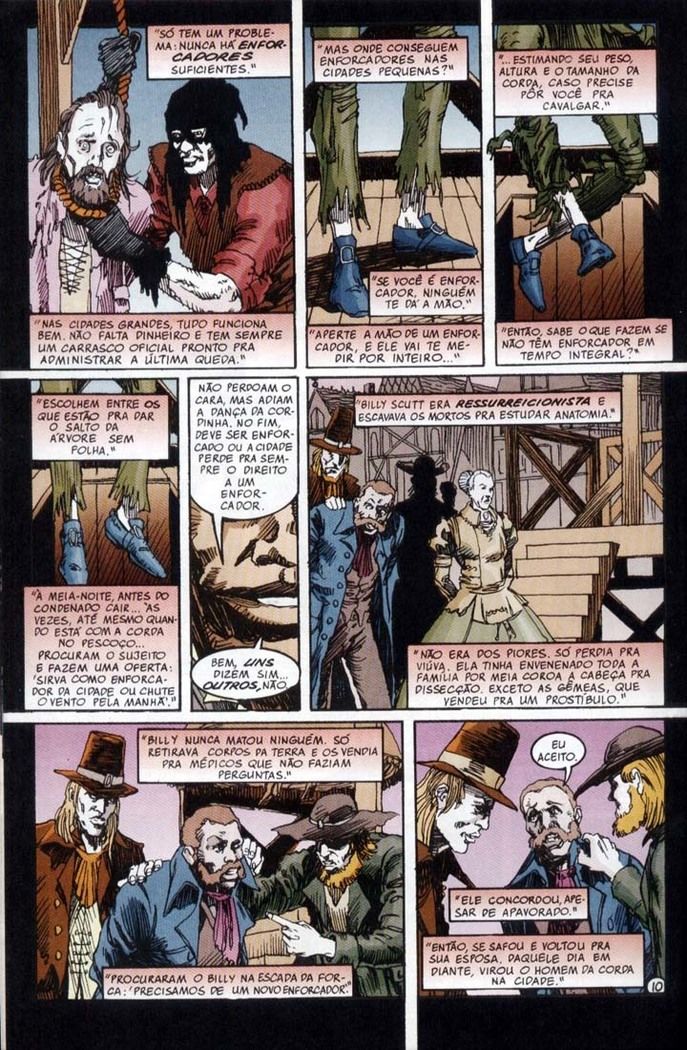 "SÓ TEM UM PROBLE-
MA: NUNCA HÁ ENFOR-
CADORES
SUFICIENTES."
"NAS CIDADES GRANDES, TUDO FUNCIONA
BEM. NÃO FALTA DINHEIRO E TEM SEMPRE
UM CARRASCO OFICIAL PRONTO PRA
ADMINISTRAR A ÚLTIMA QUEDA."
"MAS ONDE CONSEGUEM
ENFORCADORES NAS
CIDADES PEQUENAS?"
"SE VOCÊ É ENFOR-
CADOR, NINGUÉM
TE DÁ A MÃO."
"APERTE A MÃO DE UM ENFOR-
CADOR, E ELE VAI TE ME-
DIR POR INTEIRO..."
"...ESTIMANDO SEU PESO,
ALTURA E O TAMANHO DA
CORDA, CASO PRECISE
PÔR VOCÊ PRA
CAVALGAR."
"ENTÃO, SABE O QUE FAZEM SE
NÃO TÊM ENFORCADOR EM
TEMPO INTEGRAL?"
"ESCOLHEM ENTRE OS
QUE ESTÃO PRA DAR
O SALTO DA
ÁRVORE SEM
FOLHA."
"À MEIA-NOITE, ANTES DO
CONDENADO CAIR... ÀS
VEZES, ATÉ MESMO QUAN-
DO ESTÁ COM A CORDA
NO PESCOÇO...
PROCURAM O SUJEITO
E FAZEM UMA OFERTA:
'SIRVA COMO ENFORCA-
DOR DA CIDADE OU CHUTE
O VENTO PELA MANHÃ'."
NÃO PERDOAM O
CARA, MAS ADIAM
A DANÇA DA COR-
DINHA. NO FIM,
DEVE SER ENFOR-
CADO OU A CIDADE
PERDE PRA SEM-
PRE O DIREITO
A UM
ENFOR-
CADOR.
BEM, UNS
DIZEM SIM...
OUTROS, NÃO.
"BILLY SCUTT ERA RESSURREICIONISTA E
ESCAVAVA OS MORTOS PRA ESTUDAR ANATOMIA."
"NÃO ERA DOS PIORES. SÓ PERDIA PRA
VIÚVA. ELA TINHA ENVENENADO TODA A
FAMÍLIA POR MEIA COROA A CABEÇA PRA
DISSECÇÃO. EXCETO AS GÊMEAS, QUE
VENDEU PRA UM PROSTÍBULO."
"BILLY NUNCA MATOU NINGUÉM. SÓ
RETIRAVA CORPOS DA TERRA E OS VENDIA
PRA MÉDICOS QUE NÃO FAZIAM
PERGUNTAS."
"PROCURARAM O BILLY NA ESCADA DA FOR-
CA: 'PRECISAMOS DE UM NOVO ENFORCADOR'."
EU
ACEITO.
"ELE CONCORDOU, APE-
SAR DE APAVORADO."
"ENTÃO, SE SAFOU E VOLTOU PRA
SUA ESPOSA. DAQUELE DIA EM
DIANTE, VIROU O HOMEM DA CORDA
NA CIDADE."
10